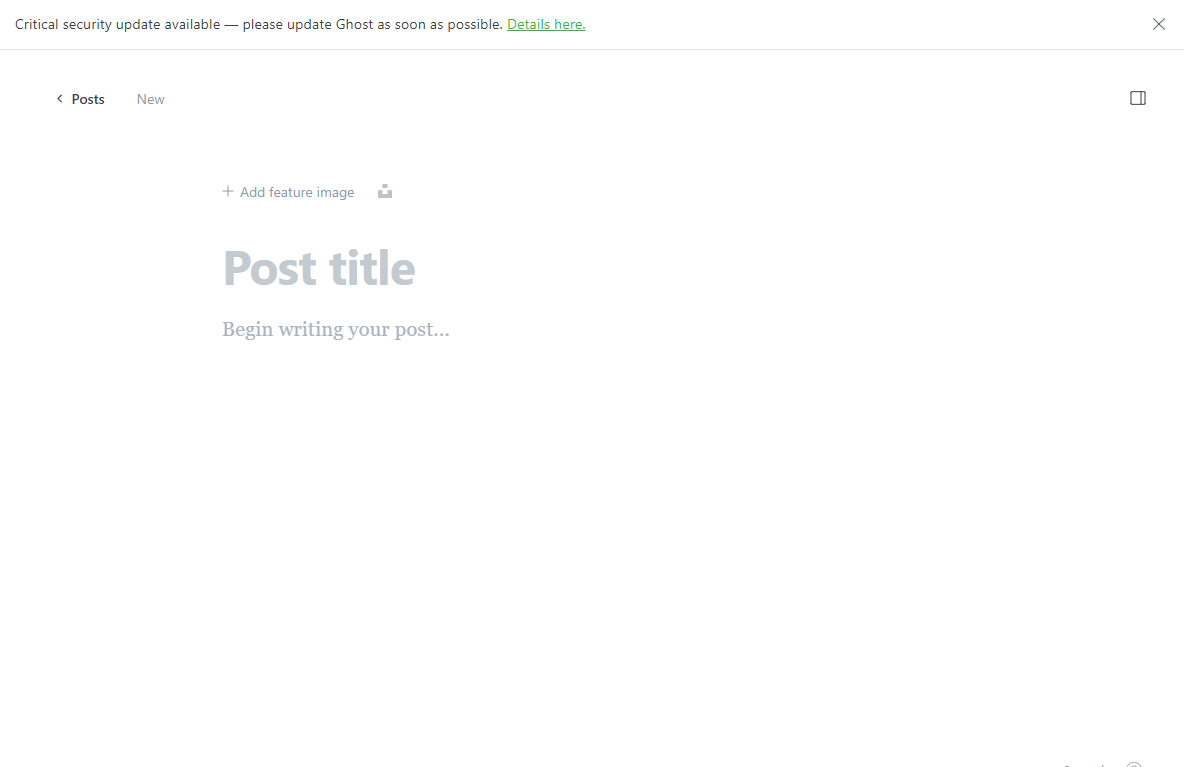 Critical security update available — please update Ghost as soon as possible. Details here.
Posts New
Add feature image
Post title
Begin writing your post...